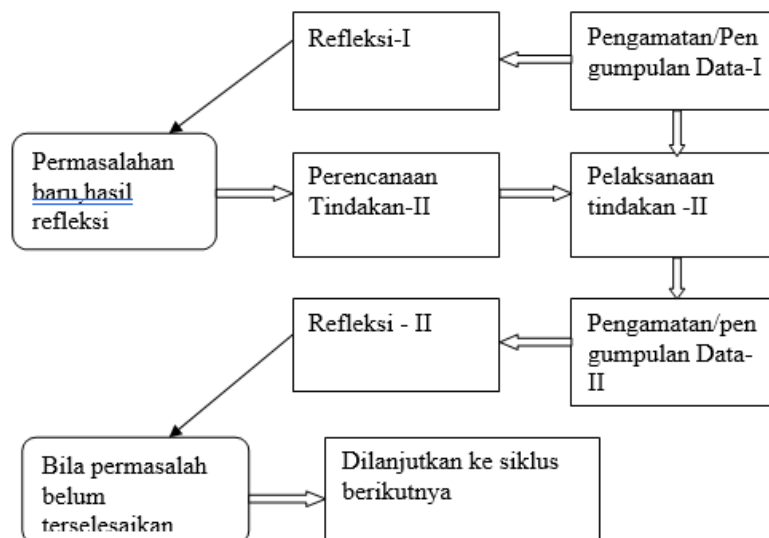 Refleksi-I
Pengamatan/Pen
gumpulan Data-I
Permasalahan
baru hasil
refleksi
Perencanaan
Tindakan-II
Pelaksanaan
tindakan -II
Refleksi - II
Pengamatan/pen
gumpulan Data-
II
Bila permasalah
belum
terselesaikan
Dilanjutkan ke siklus
berikutnya